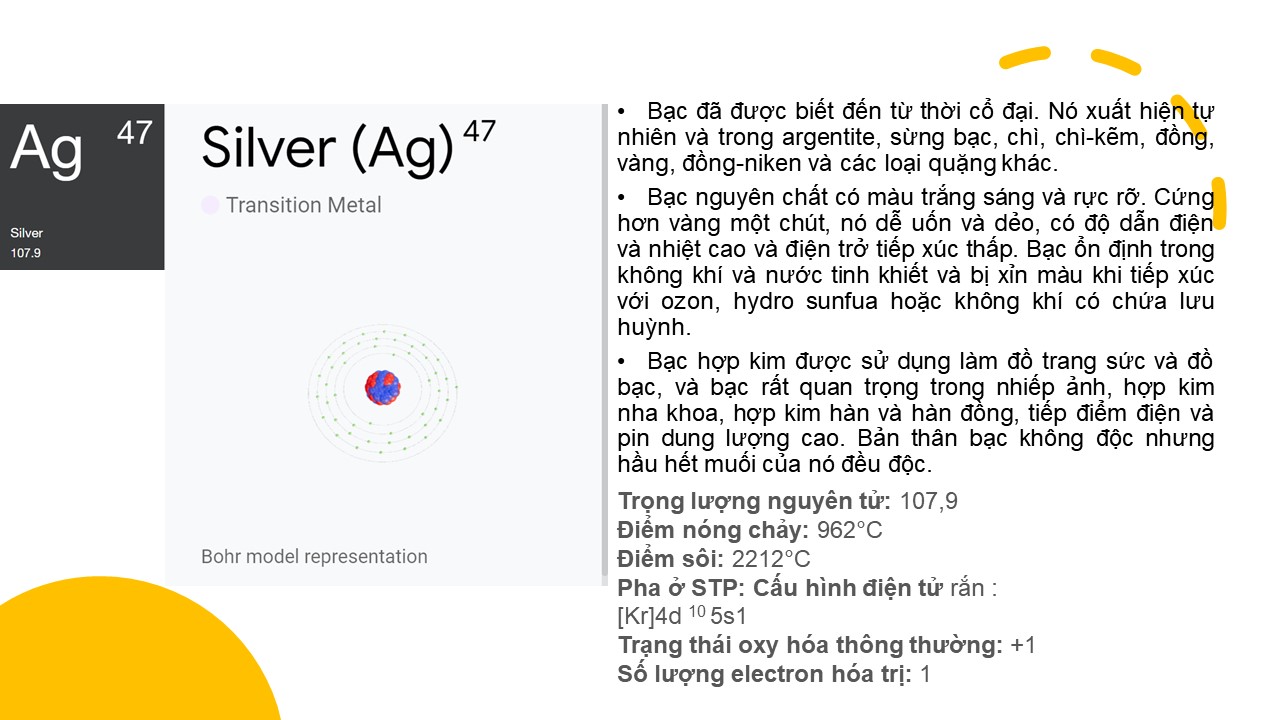 Ag 47
Silver
107.9
Silver (Ag) 47
Transition Metal
Bohr model representation
• Bạc đã được biết đến từ thời cổ đại. Nó xuất hiện tự
nhiên và trong argentite, sừng bạc, chì, chì-kẽm, đồng,
vàng, đồng-niken và các loại quặng khác.
• Bạc nguyên chất có màu trắng sáng và rực rỡ. Cứng
hơn vàng một chút, nó dễ uốn và dẻo, có độ dẫn điện
và nhiệt cao và điện trở tiếp xúc thấp. Bạc ổn định trong
không khí và nước tinh khiết và bị xỉn màu khi tiếp xúc
với ozon, hydro sunfua hoặc không khí có chứa lưu
huỳnh.
• Bạc hợp kim được sử dụng làm đồ trang sức và đồ
bạc, và bạc rất quan trọng trong nhiếp ảnh, hợp kim
nha khoa, hợp kim hàn và hàn đồng, tiếp điểm điện và
pin dung lượng cao. Bản thân bạc không độc nhưng
hầu hết muối của nó đều độc.
Trọng lượng nguyên tử: 107,9
Điểm nóng chảy: 962°C
Điểm sôi: 2212°C
Pha ở STP: Cấu hình điện tử rắn :
[Kr]4d 10 5s1
Trạng thái oxy hóa thông thường: +1
Số lượng electron hóa trị: 1